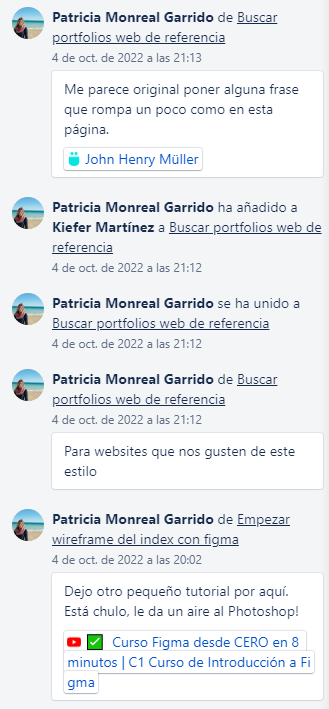 Patricia Monreal Garrido de Buscar
portfolios web de referencia
4 de oct. de 2022 a las 21:13
Me parece original poner alguna frase
que rompa un poco como en esta
página.
John Henry Müller
Patricia Monreal Garrido ha añadido a
Kiefer Martínez a Buscar portfolios web de
referencia
4 de oct. de 2022 a las 21:12
Patricia Monreal Garrido se ha unido a
Buscar portfolios web de referencia
4 de oct. de 2022 a las 21:12
Patricia Monreal Garrido de Buscar
portfolios web de referencia
4 de oct. de 2022 a las 21:12
Para websites que nos gusten de este
estilo
Patricia Monreal Garrido de Empezar
wireframe del index con figma
4 de oct. de 2022 a las 20:02
Dejo otro pequeño tutorial por aquí.
Está chulo, le da un aire al Photoshop!
✅ Curso Figma desde CERO en 8
minutos | C1 Curso de Introducción a Fi
gma